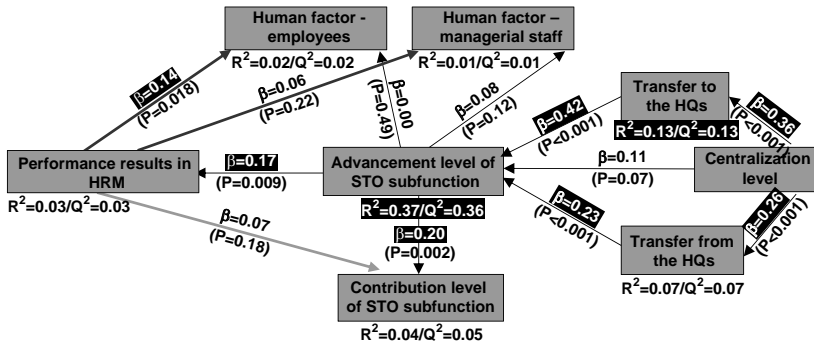 Human factor -
employees
R²=0.02/Q²=0.02
Human factor –
managerial staff
R²=0.01/Q²=0.01
β=0.14
(P=0.018)
β=0.06
(P=0.22)
β=0.00
(P=0.49)
β=0.08
(P=0.12)
Transfer to
the HQs
R²=0.13/Q²=0.13
β=0.42
(P<0.001)
β=0.36
(P<0.001)
Performance results in
HRM
R²=0.03/Q²=0.03
β=0.17
(P=0.009)
Advancement level of
STO subfunction
R²=0.37/Q²=0.36
β=0.11
(P=0.07)
Centralization
level
β=0.07
(P=0.18)
β=0.20
(P=0.002)
β=0.23
(P<0.001)
β=0.26
(P<0.001)
Transfer from
the HQs
R²=0.07/Q²=0.07
Contribution level
of STO subfunction
R²=0.04/Q²=0.05